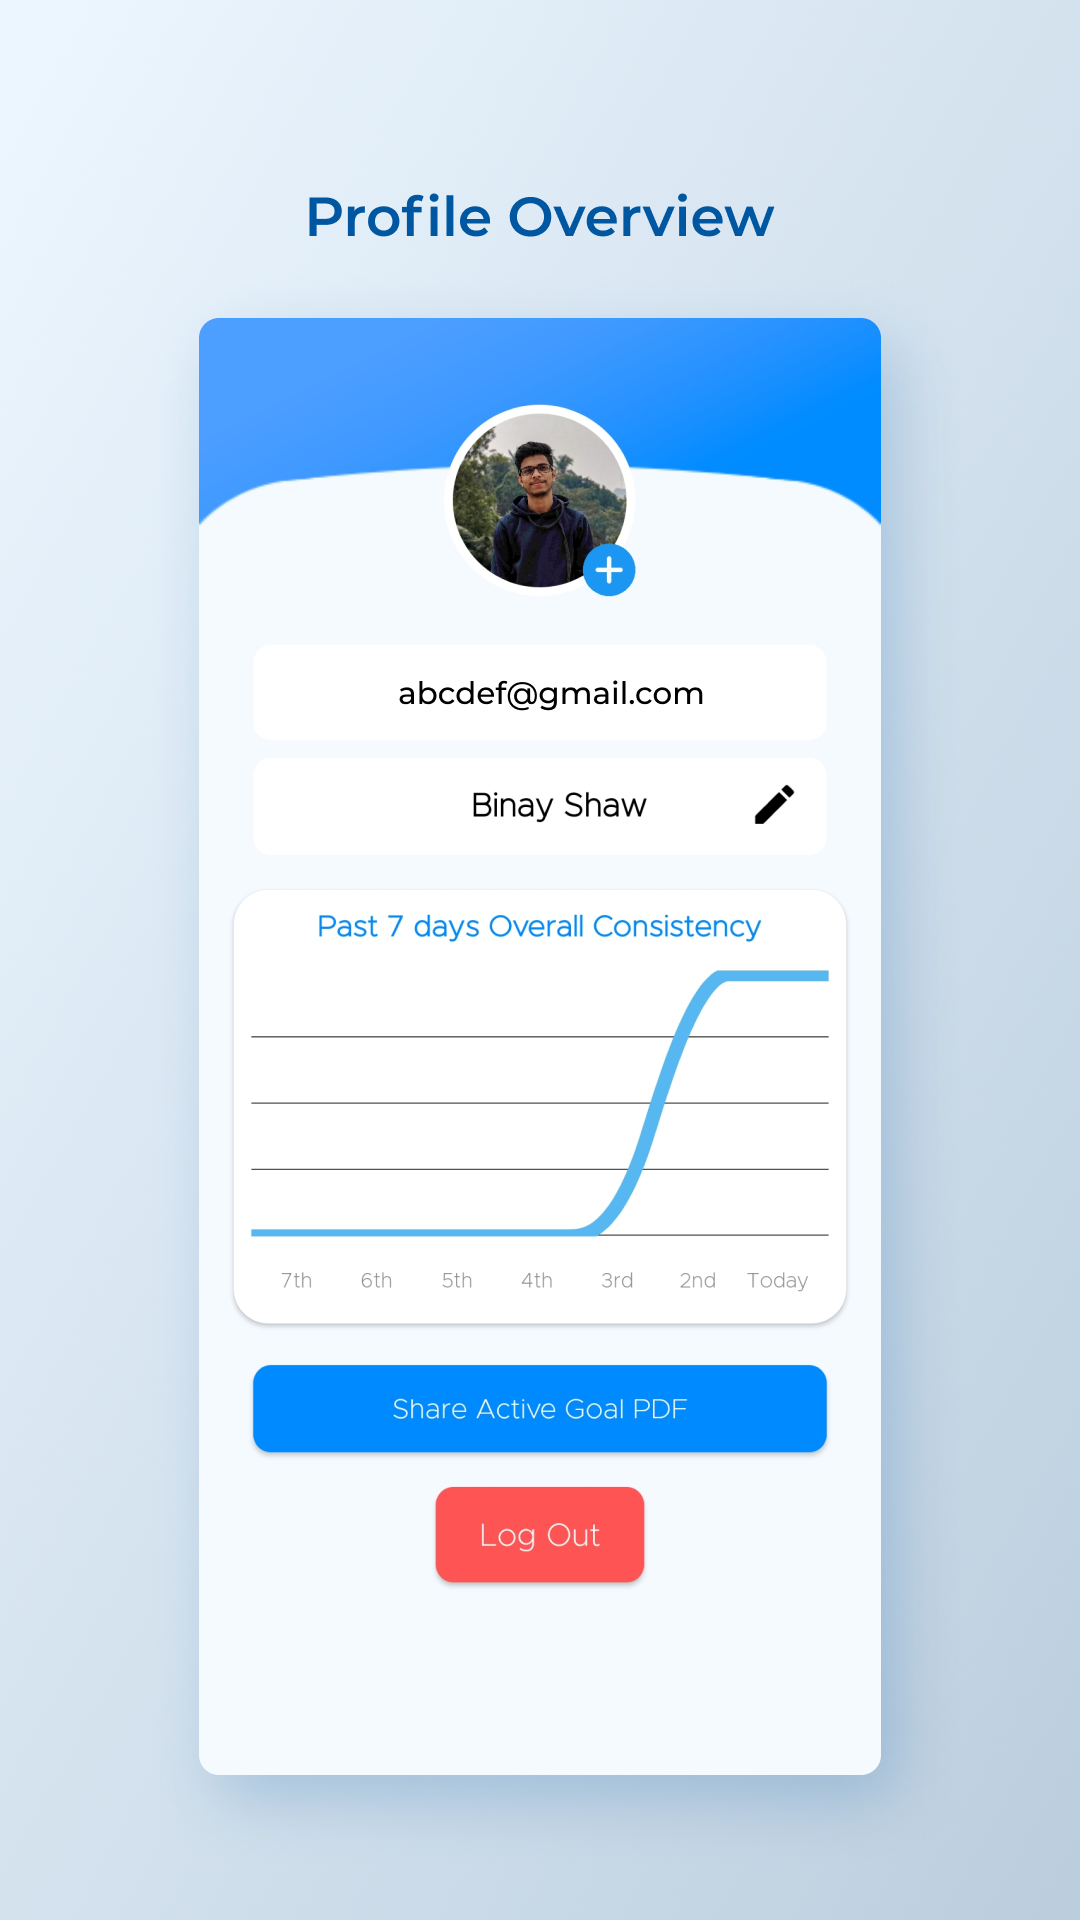 Profile Overview
abcdef@gmail.com
Binay Shaw
Past 7 days Overall Consistency
7th 6th 5th 4th 3rd 2nd Today
Share Active Goal PDF
Log Out